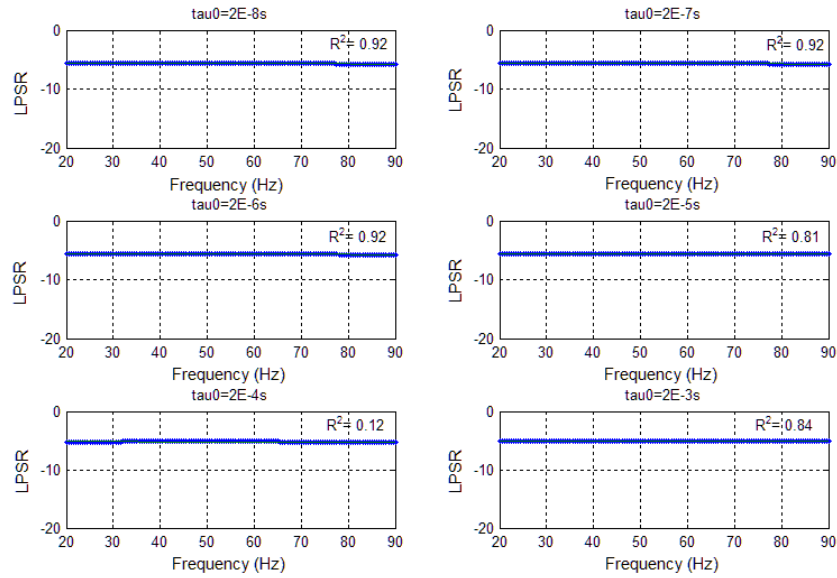 tau0=2E-8s
R²= 0.92
0
-10
-20
LPSR
20 30 40 50 60 70 80 90
Frequency (Hz)
tau0=2E-7s
R²= 0.92
0
-10
-20
LPSR
20 30 40 50 60 70 80 90
Frequency (Hz)
tau0=2E-6s
R²= 0.92
0
-10
-20
LPSR
20 30 40 50 60 70 80 90
Frequency (Hz)
tau0=2E-5s
R²= 0.81
0
-10
-20
LPSR
20 30 40 50 60 70 80 90
Frequency (Hz)
tau0=2E-4s
R²= 0.12
0
-10
-20
LPSR
20 30 40 50 60 70 80 90
Frequency (Hz)
tau0=2E-3s
R²= 0.84
0
-10
-20
LPSR
20 30 40 50 60 70 80 90
Frequency (Hz)